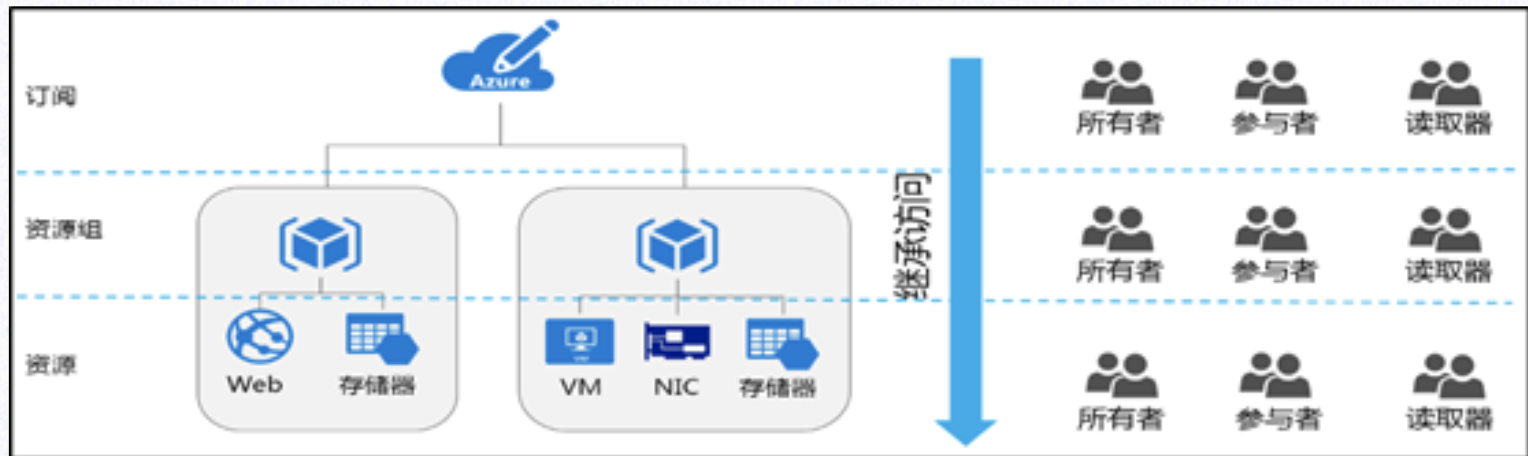 Azure
订阅
所有者 参与者 读取器
继承访问
资源组
所有者 参与者 读取器
资源
Web 存储器 VM NIC 存储器
所有者 参与者 读取器